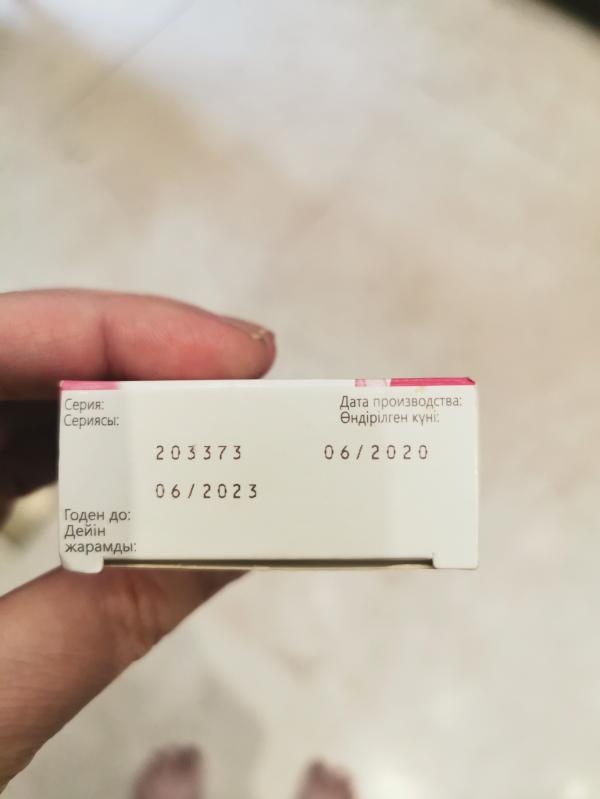 Серия:
Сериясы:
Дата производства:
Өндірілген күні:
203373
06/2020
06/2023
Годен до:
Дейін
жарамды: